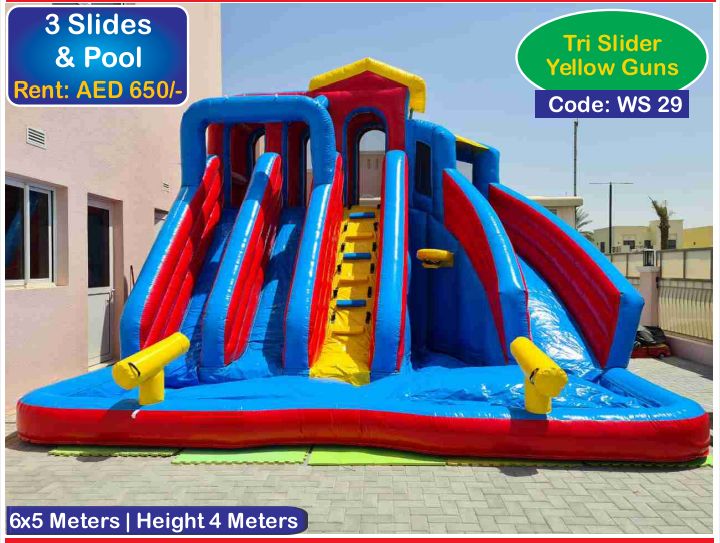 3 Slides
& Pool
Rent: AED 650/-
Tri Slider
Yellow Guns
Code: WS 29
6x5 Meters | Height 4 Meters